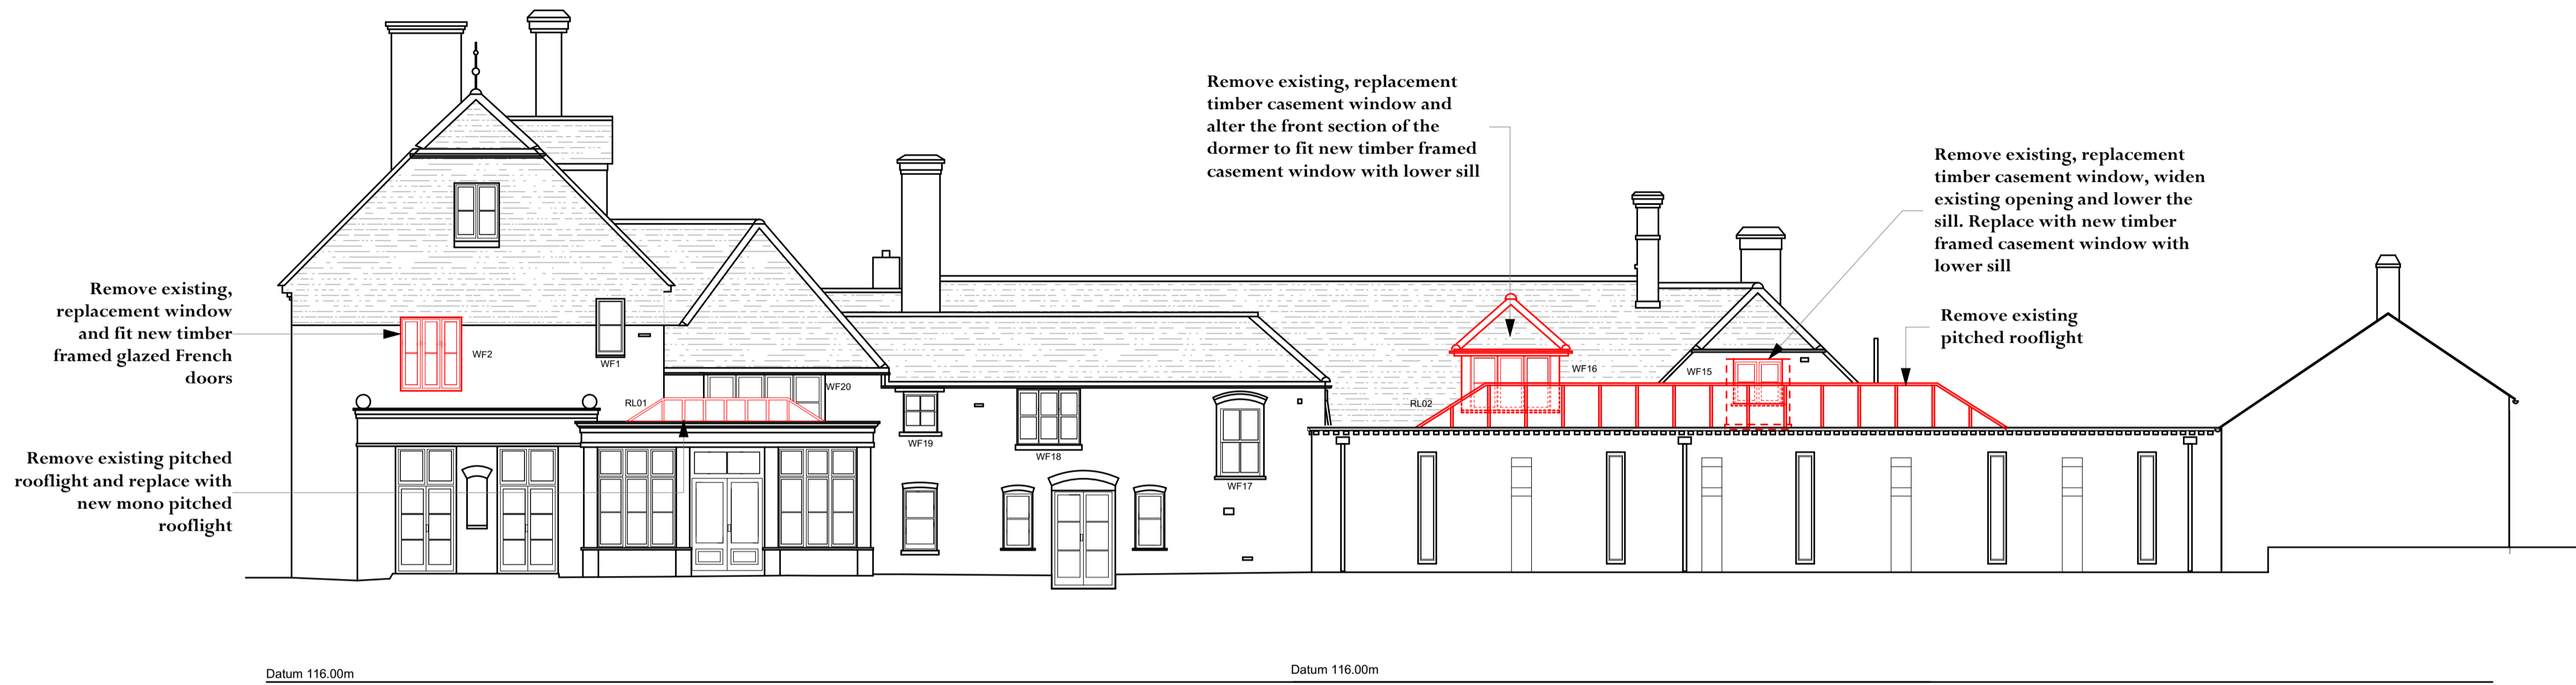 Remove existing, replacement
timber casement window and
alter the front section of the
dormer to fit new timber framed
casement window with lower sill
Remove existing, replacement
timber casement window, widen
existing opening and lower the
sill. Replace with new timber
framed casement window with
lower sill
Remove existing,
replacement window
and fit new timber
framed glazed French
doors
Remove existing
pitched rooflight
WF2
WF1
WF20
RL01
WF16
WF15
RL02
WF19
WF18
WF17
Remove existing pitched
rooflight and replace with
new mono pitched
rooflight
Datum 116.00m
Datum 116.00m